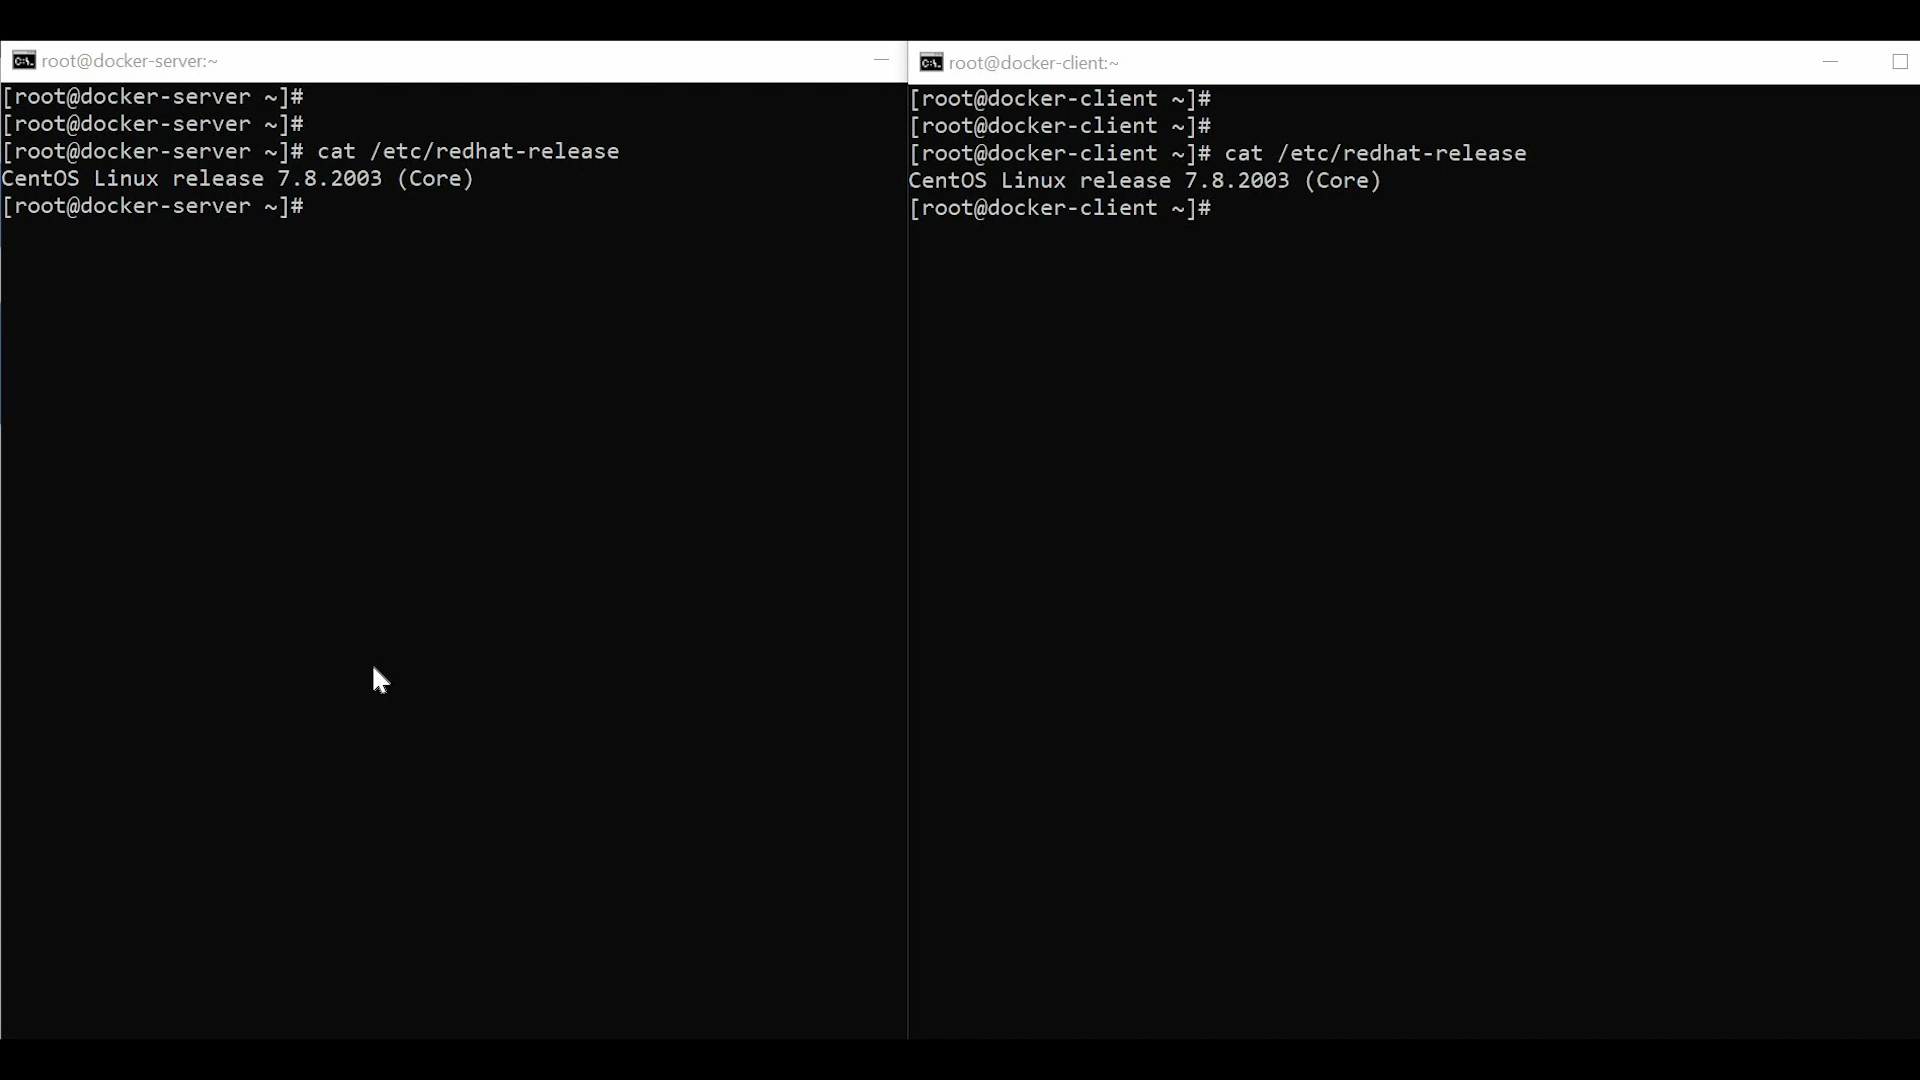 root@docker-server:~
[root@docker-server ~]#
[root@docker-server ~]#
[root@docker-server ~]# cat /etc/redhat-release
CentOS Linux release 7.8.2003 (Core)
[root@docker-server ~]#
root@docker-client:~
[root@docker-client ~]#
[root@docker-client ~]#
[root@docker-client ~]# cat /etc/redhat-release
CentOS Linux release 7.8.2003 (Core)
[root@docker-client ~]#